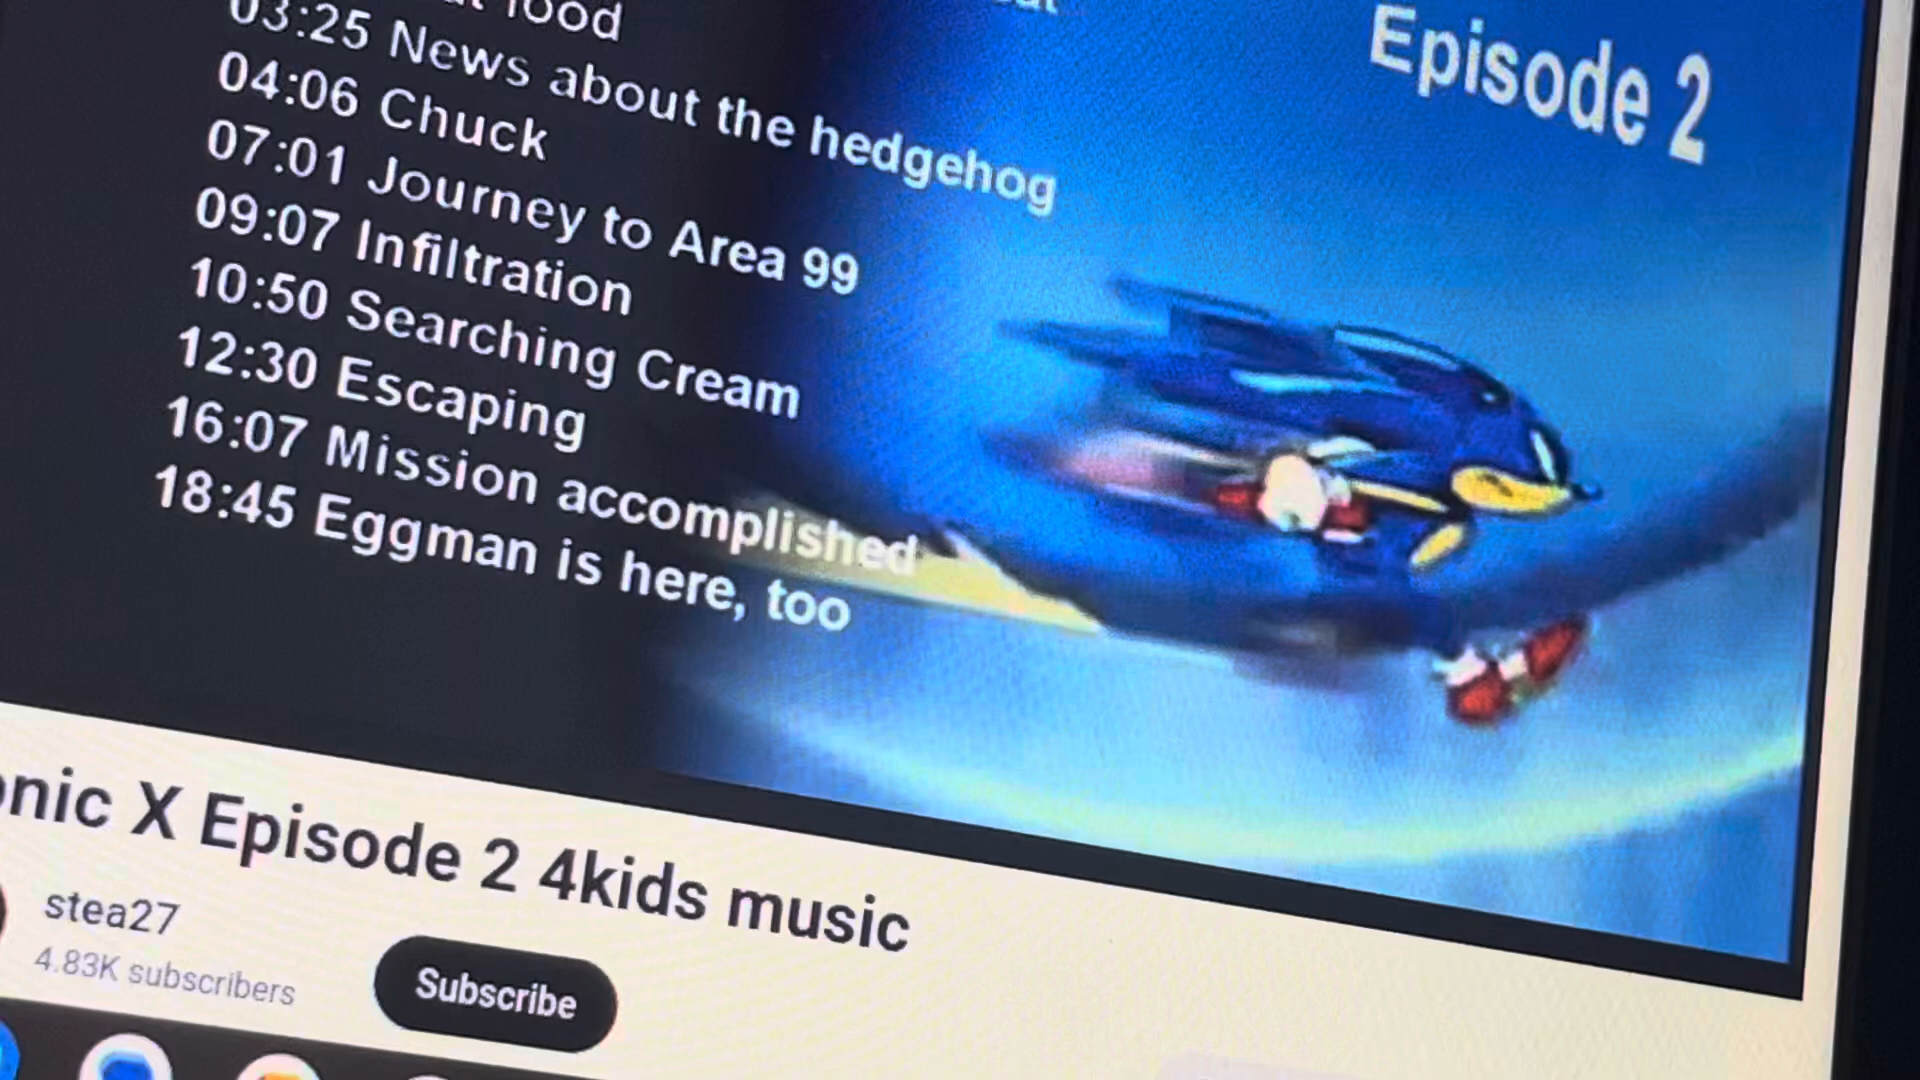 food
03:25 News about the hedgehog
04:06 Chuck
07:01 Journey to Area 99
09:07 Infiltration
10:50 Searching Cream
12:30 Escaping
16:07 Mission accomplished
18:45 Eggman is here, too
Episode 2
onic X Episode 2 4kids music
stea27
4.83K subscribers
Subscribe